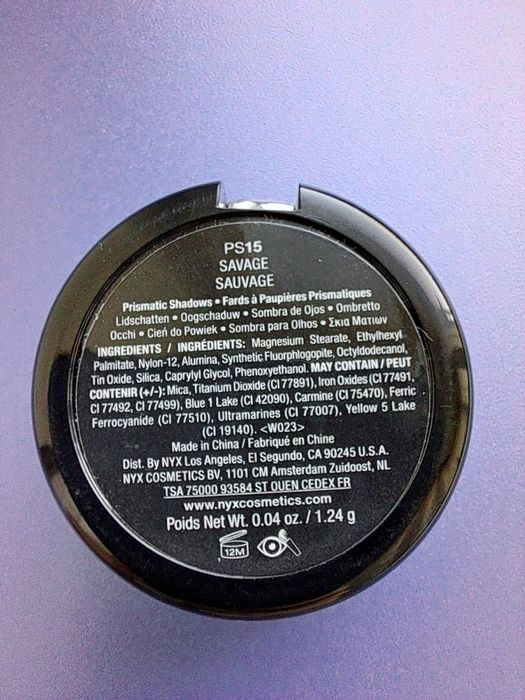 PS15
SAVAGE
SAUVAGE
Prismatic Shadows • Fards à Paupières Prismatiques
Lidschatten • Oogschaduw • Sombra de Ojos • Ombretto
Occhi • Cień do Powiek • Sombra para Olhos • Σκια Ματιων
INGREDIENTS / INGRÉDIENTS: Magnesium Stearate, Ethylhexyl
Palmitate, Nylon-12, Alumina, Synthetic Fluorphlogopite, Octyldodecanol,
Tin Oxide, Silica, Caprylyl Glycol, Phenoxyethanol. MAY CONTAIN / PEUT
CONTENIR (+/-): Mica, Titanium Dioxide (CI 77891), Iron Oxides (CI 77491,
CI 77492, CI 77499), Blue 1 Lake (CI 42090), Carmine (CI 75470), Ferric
Ferrocyanide (CI 77510), Ultramarines (CI 77007), Yellow 5 Lake
(CI 19140). <W023>
Made in China / Fabriqué en Chine
Dist. By NYX Los Angeles, El Segundo, CA 90245 U.S.A.
NYX COSMETICS BV, 1101 CM Amsterdam Zuidoost, NL
TSA 75000 93584 ST OUEN CEDEX FR
www.nyxcosmetics.com
Poids Net Wt. 0.04 oz. / 1.24 g
12M